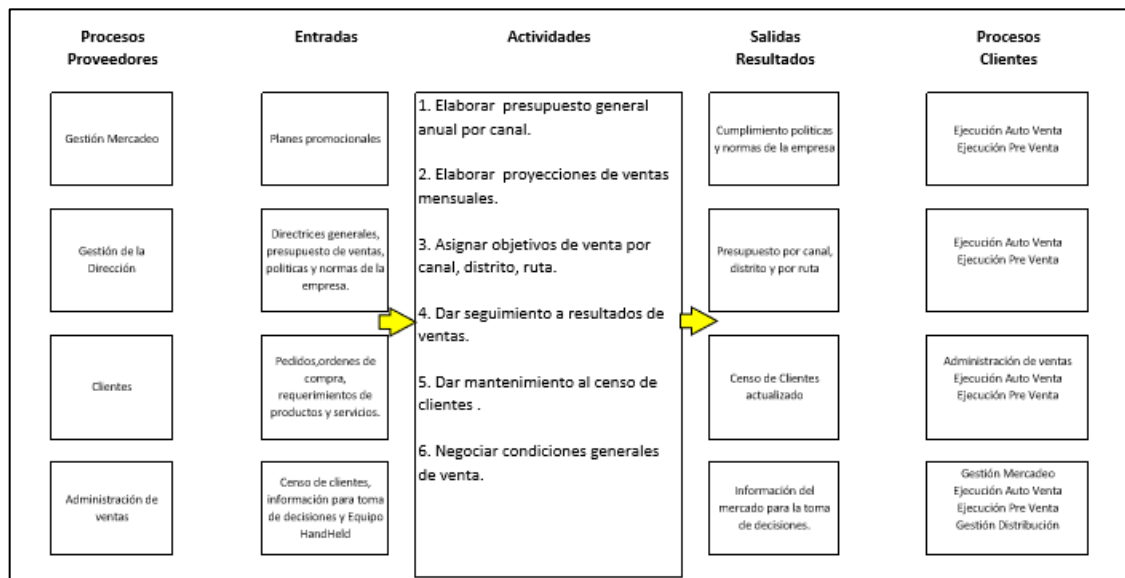 Procesos
Proveedores
Entradas
Actividades
Salidas
Resultados
Procesos
Clientes
Gestión Mercadeo
Planes promocionales
1. Elaborar presupuesto general
anual por canal.
2. Elaborar proyecciones de ventas
mensuales.
3. Asignar objetivos de venta por
canal, distrito, ruta.
4. Dar seguimiento a resultados de
ventas.
5. Dar mantenimiento al censo de
clientes .
6. Negociar condiciones generales
de venta.
Cumplimiento politicas
y normas de la empresa
Ejecución Auto Venta
Ejecución Pre Venta
Gestión de la
Dirección
Directrices generales,
presupuesto de ventas,
politicas y normas de la
empresa.
Presupuesto por canal,
distrito y por ruta
Ejecución Auto Venta
Ejecución Pre Venta
Clientes
Pedidos,ordenes de
compra,
requerimientos de
productos y servicios.
Censo de Clientes
actualizado
Administración de ventas
Ejecución Auto Venta
Ejecución Pre Venta
Administración de
ventas
Censo de clientes,
información para toma
de decisiones y Equipo
HandHeld
Información del
mercado para la toma
de decisiones.
Gestión Mercadeo
Ejecución Auto Venta
Ejecución Pre Venta
Gestión Distribución